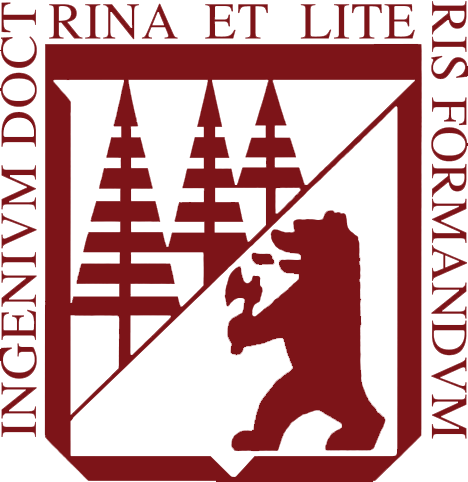 INGENIVM DOCT
RINA ET LITE
RIS FORMANDVM